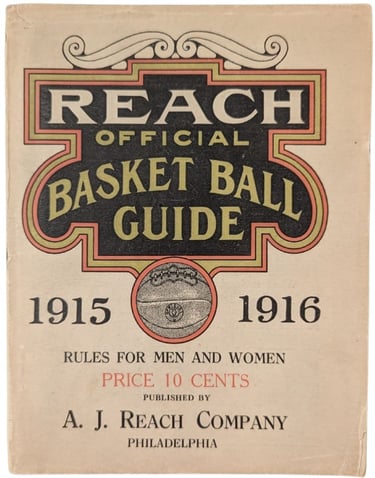 REACH
OFFICIAL
BASKET BALL
GUIDE
1915 1916
RULES FOR MEN AND WOMEN
PRICE 10 CENTS
PUBLISHED BY
A. J. REACH COMPANY
PHILADELPHIA